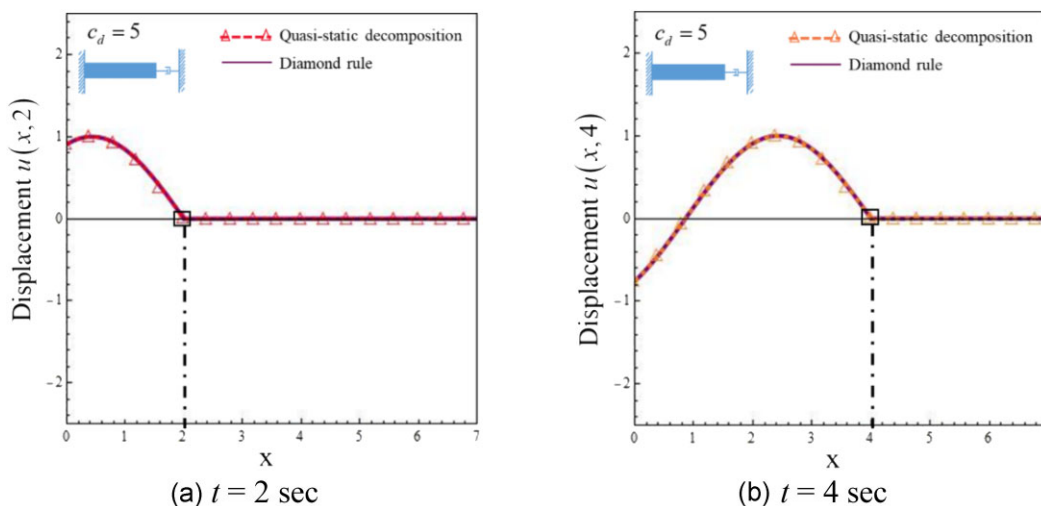 c_d = 5
Quasi-static decomposition
Diamond rule
Displacement u(x,2)
2
1
0
−1
−2
0 1 2 3 4 5 6 7
x
(a) t = 2 sec
c_d = 5
Quasi-static decomposition
Diamond rule
Displacement u(x,4)
2
1
0
−1
−2
0 1 2 3 4 5 6
x
(b) t = 4 sec